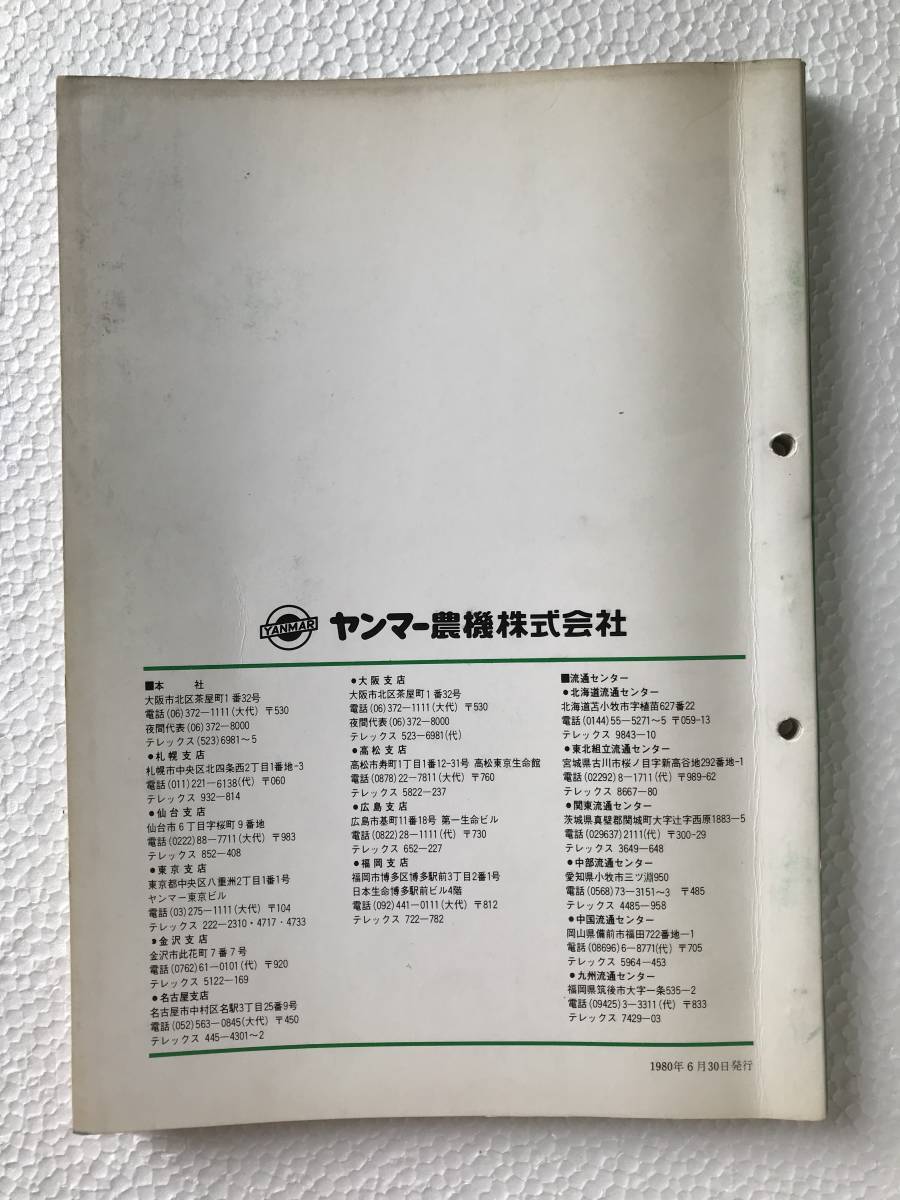 YANMAR ヤンマー農機株式会社
■本 社
大阪市北区茶屋町1番32号
電話(06)372-1111(大代)〒530
夜間代表(06)372-8000
テレックス(523)6981〜5
●札幌支店
札幌市中央区北四条西2丁目1番地-3
電話(011)221-6138(代)〒060
テレックス 932-814
●仙台支店
仙台市6丁目字桜町9番地
電話(0222)88-7711(大代)〒983
テレックス 852-408
●東京支店
東京都中央区八重洲2丁目1番1号
ヤンマー東京ビル
電話(03)275-1111(大代)〒104
テレックス 222-2310・4717・4733
●金沢支店
金沢市此花町7番7号
電話(0762)61-0101(代)〒920
テレックス 5122-169
●名古屋支店
名古屋市中村区名駅3丁目25番9号
電話(052)563-0845(大代)〒450
テレックス 445-4301〜2
●大阪支店
大阪市北区茶屋町1番32号
電話(06)372-1111(大代)〒530
夜間代表(06)372-8000
テレックス 523-6981(代)
●高松支店
高松市寿町1丁目1番12-31号 高松東京生命館
電話(0878)22-7811(大代)〒760
テレックス 5822-237
●広島支店
広島市基町11番18号 第一生命ビル
電話(0822)28-1111(代)〒730
テレックス 652-227
●福岡支店
福岡市博多区博多駅前3丁目2番1号
日本生命博多駅前ビル4階
電話(092)441-0111(大代)〒812
テレックス 722-782
■流通センター
●北海道流通センター
北海道苫小牧市字植苗627番22
電話(0144)55-5271〜5 〒059-13
テレックス 9843-10
●東北組立流通センター
宮城県古川市桜ノ目字新高谷地292番地-1
電話(02292)8-1711(代)〒989-62
テレックス 8667-80
●関東流通センター
茨城県真壁郡関城町大字辻字西原1883-5
電話(029637)2111(代)〒300-29
テレックス 3649-648
●中部流通センター
愛知県小牧市三ツ淵950
電話(0568)73-3151〜3 〒485
テレックス 4485-958
●中国流通センター
岡山県備前市福田722番地-1
電話(08696)6-8771(代)〒705
テレックス 5964-453
●九州流通センター
福岡県筑後市大字一条535-2
電話(09425)3-3311(代)〒833
テレックス 7429-03
1980年6月30日発行